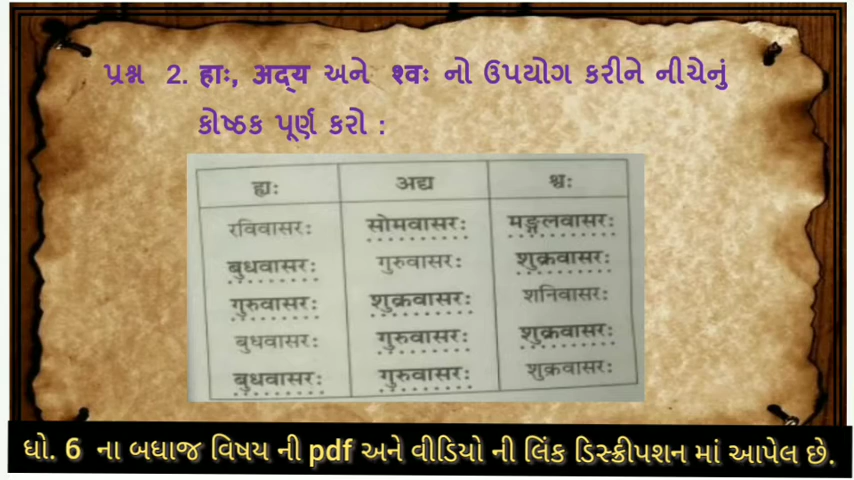 પ્રશ્ન 2. હાઃ, अद्‌य અને श्वः નો ઉપયોગ કરીને નીચેનું
કોષ્ઠક પૂર્ણ કરો :
ह्यः अद्य श्वः
रविवासरः सोमवासरः मङ्गलवासरः
बुधवासरः गुरुवासरः शुक्रवासरः
गुरुवासरः शुक्रवासरः शनिवासरः
बुधवासरः गुरुवासरः शुक्रवासरः
बुधवासरः गुरुवासरः शुक्रवासरः
ધો. 6 ના બધાજ વિષય ની pdf અને વીડિયો ની લિંક ડિસ્ક્રીપશન માં આપેલ છે.